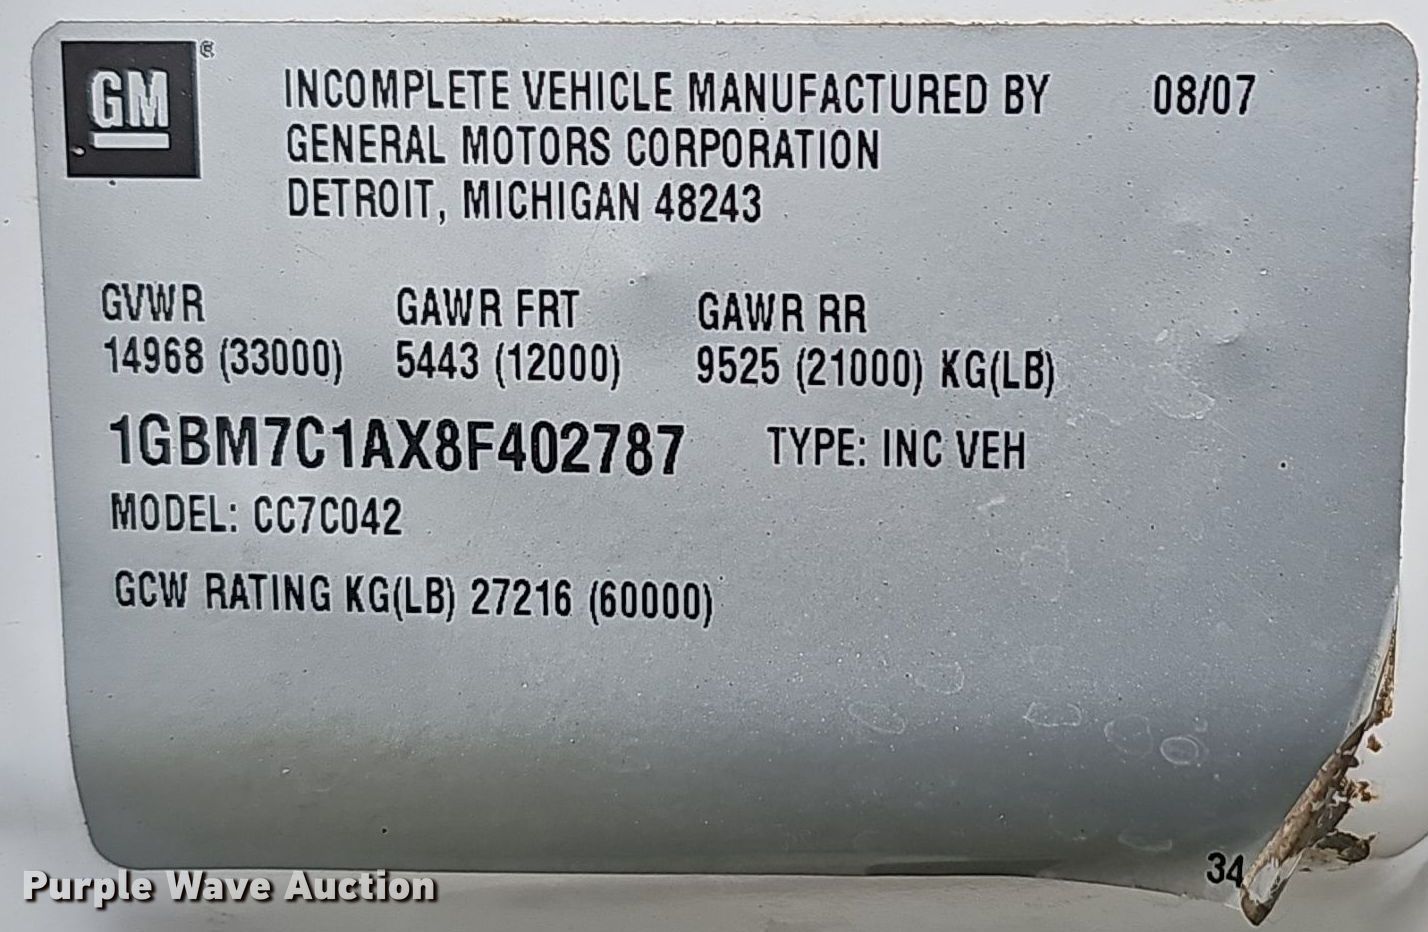 GM ®
INCOMPLETE VEHICLE MANUFACTURED BY 08/07
GENERAL MOTORS CORPORATION
DETROIT, MICHIGAN 48243
GVWR GAWR FRT GAWR RR
14968 (33000) 5443 (12000) 9525 (21000) KG(LB)
1GBM7C1AX8F402787 TYPE: INC VEH
MODEL: CC7C042
GCW RATING KG(LB) 27216 (60000)
34
Purple Wave Auction